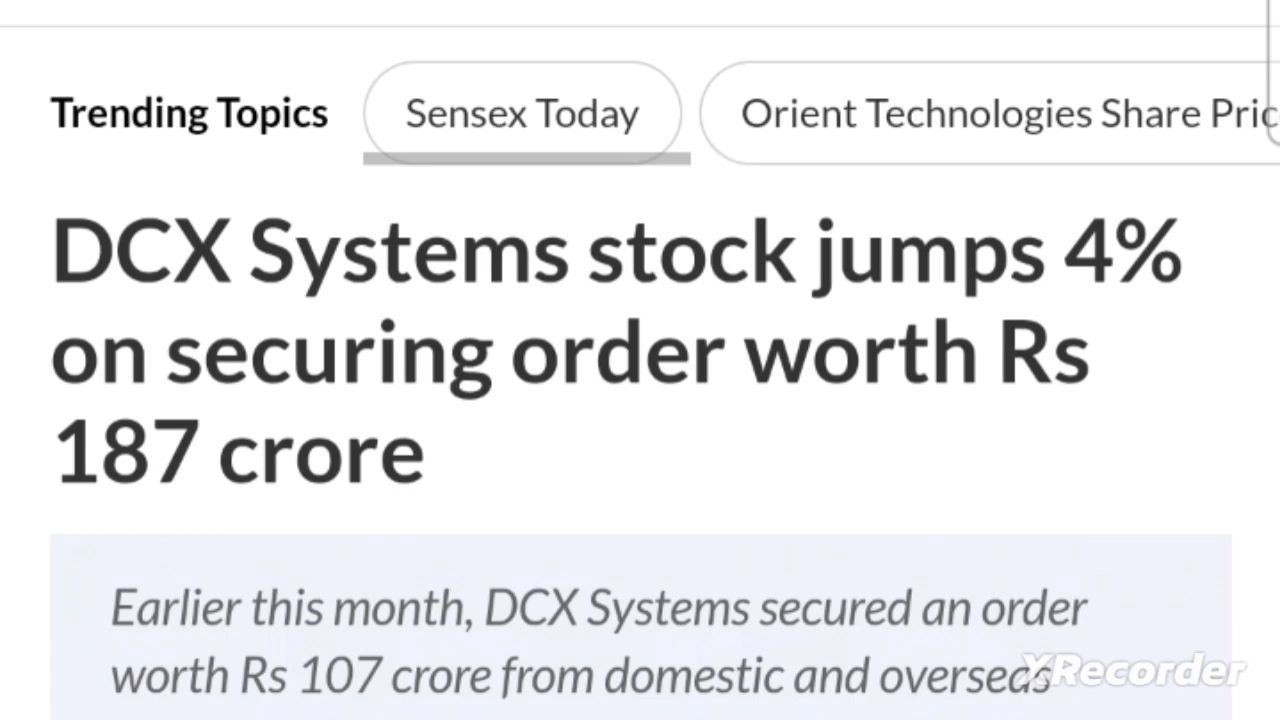 Trending Topics Sensex Today Orient Technologies Share Pric
DCX Systems stock jumps 4%
on securing order worth Rs
187 crore
Earlier this month, DCX Systems secured an order
worth Rs 107 crore from domestic and overseas
XRecorder